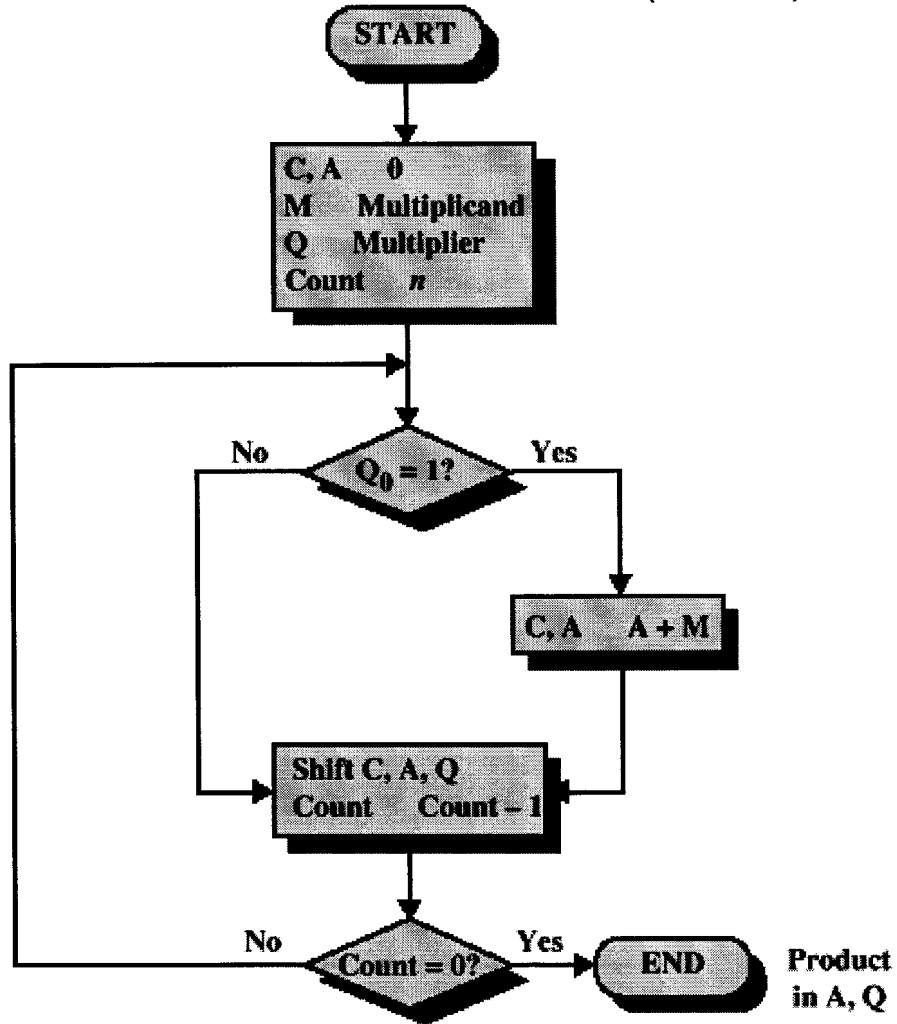 START
C, A 0
M Multiplicand
Q Multiplier
Count n
No
Q0 = 1?
Yes
C, A A + M
Shift C, A, Q
Count Count – 1
No
Count = 0?
Yes
END
Product
in A, Q